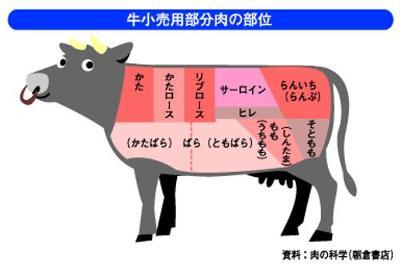 牛小売用部分肉の部位
かた
かたロース
リブロース
サーロイン
らんいち
(らんぷ)
ヒレ
(かたばら)
ばら
(ともばら)
もも
(うちもも)
(しんたま)
そともも
資料：肉の科学(朝倉書店)